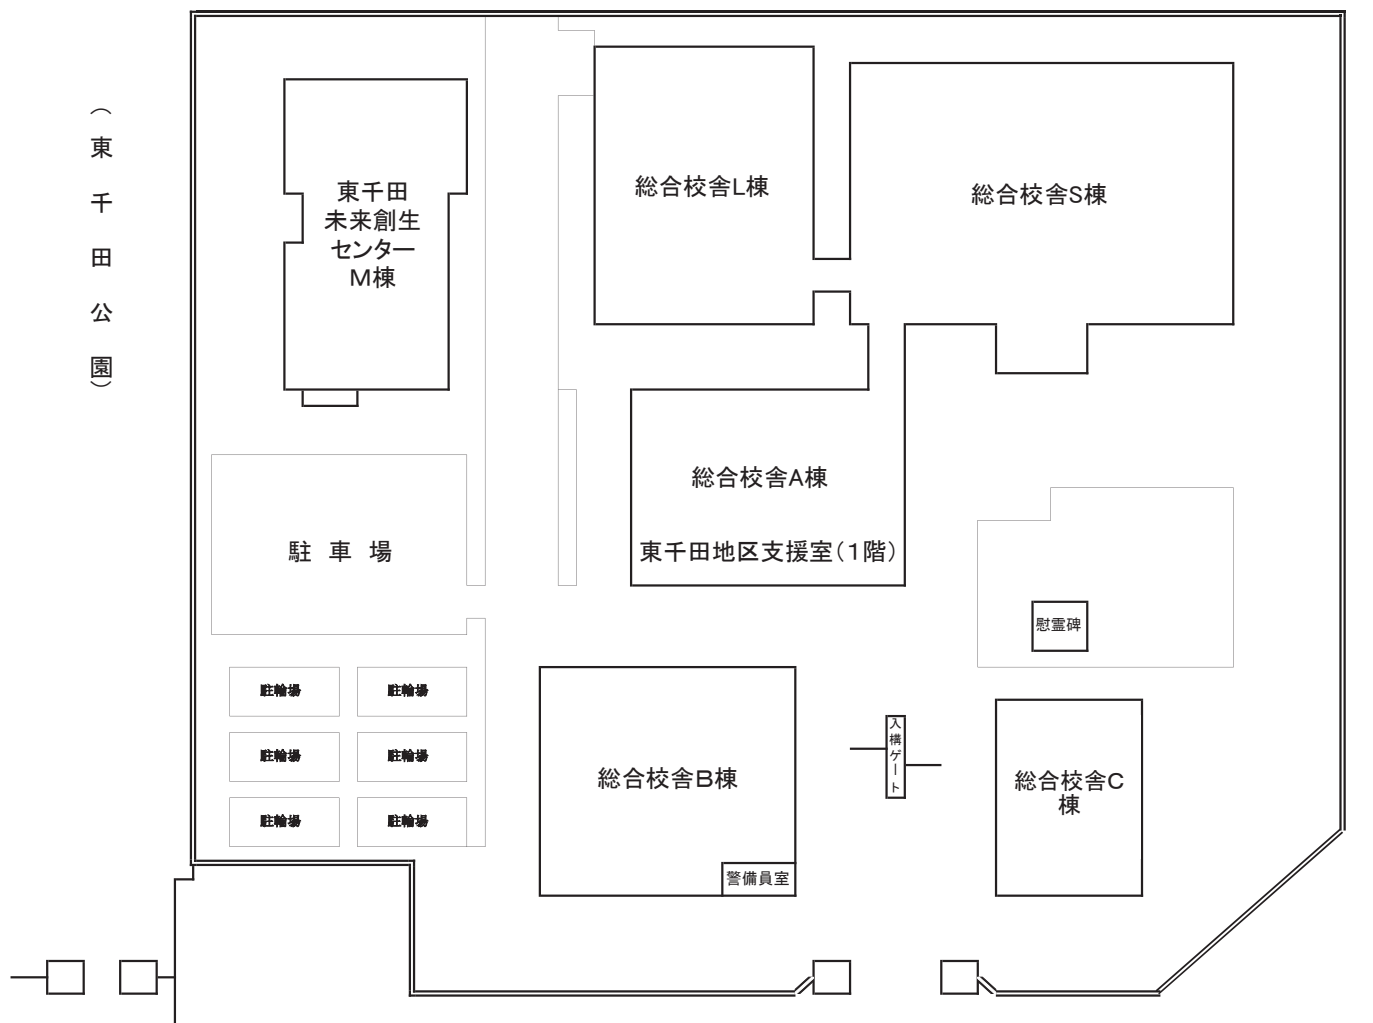 （東千田公園）
東千田
未来創生
センター
Ｍ棟
総合校舎L棟
総合校舎S棟
総合校舎A棟
東千田地区支援室（１階）
駐 車 場
慰霊碑
駐輪場
駐輪場
駐輪場
駐輪場
駐輪場
駐輪場
総合校舎Ｂ棟
警備員室
入構ゲート
総合校舎C
棟